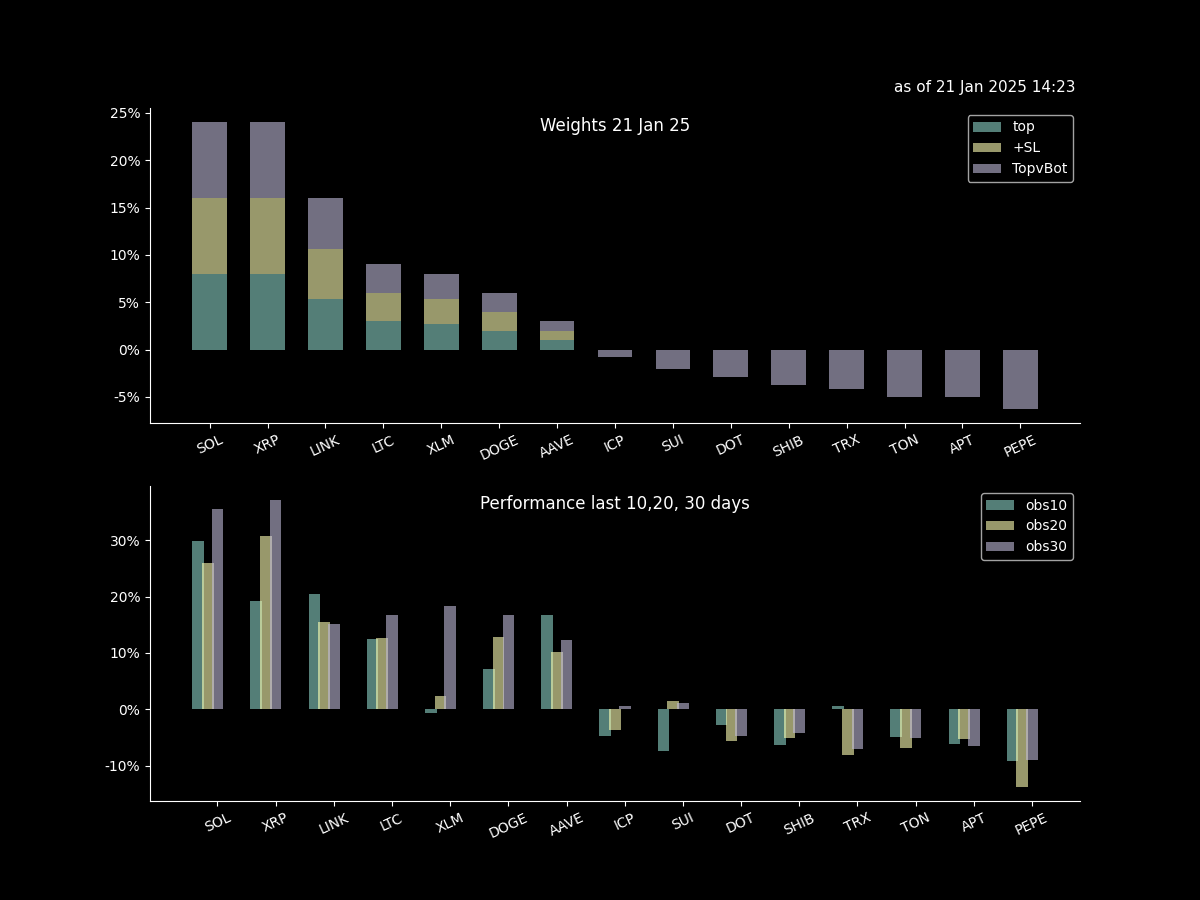 as of 21 Jan 2025 14:23
Weights 21 Jan 25
top
+SL
TopvBot
25%
20%
15%
10%
5%
0%
-5%
SOL XRP LINK LTC XLM DOGE AAVE ICP SUI DOT SHIB TRX TON APT PEPE
Performance last 10,20, 30 days
obs10
obs20
obs30
30%
20%
10%
0%
-10%
SOL XRP LINK LTC XLM DOGE AAVE ICP SUI DOT SHIB TRX TON APT PEPE